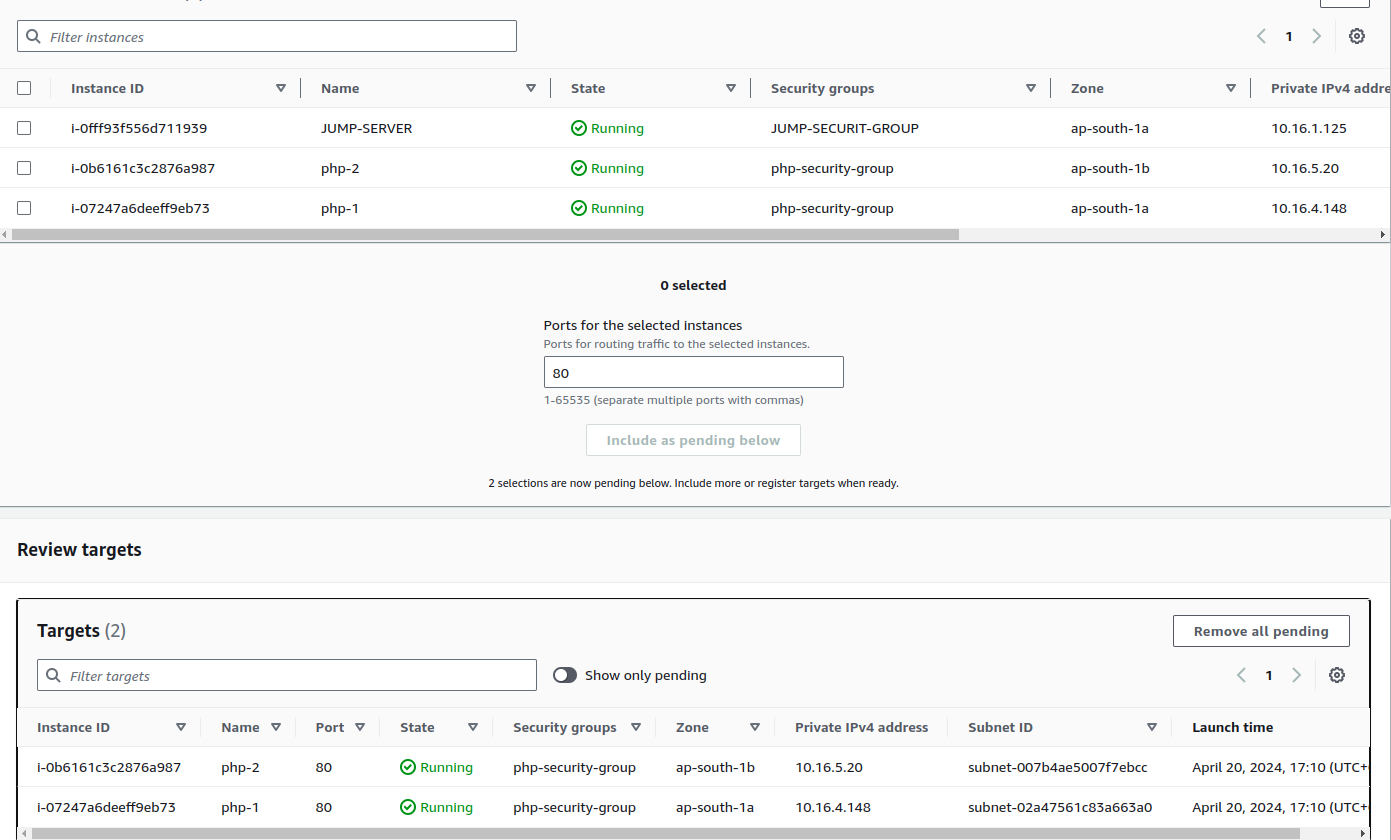 Filter instances
1
Instance ID Name State Security groups Zone Private IPv4 addre
i-0fff93f556d711939 JUMP-SERVER Running JUMP-SECURIT-GROUP ap-south-1a 10.16.1.125
i-0b6161c3c2876a987 php-2 Running php-security-group ap-south-1b 10.16.5.20
i-07247a6deeff9eb73 php-1 Running php-security-group ap-south-1a 10.16.4.148
0 selected
Ports for the selected instances
Ports for routing traffic to the selected instances.
80
1-65535 (separate multiple ports with commas)
Include as pending below
2 selections are now pending below. Include more or register targets when ready.
Review targets
Targets (2)
Remove all pending
Filter targets
Show only pending
1
Instance ID Name Port State Security groups Zone Private IPv4 address Subnet ID Launch time
i-0b6161c3c2876a987 php-2 80 Running php-security-group ap-south-1b 10.16.5.20 subnet-007b4ae5007f7ebcc April 20, 2024, 17:10 (UTC+
i-07247a6deeff9eb73 php-1 80 Running php-security-group ap-south-1a 10.16.4.148 subnet-02a47561c83a663a0 April 20, 2024, 17:10 (UTC+